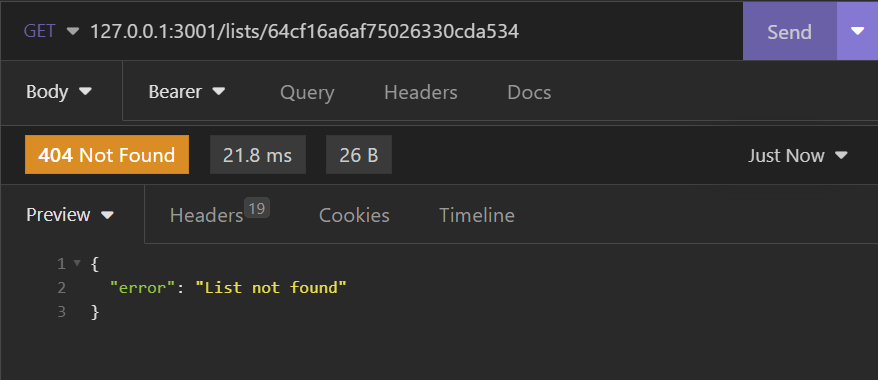 GET 127.0.0.1:3001/lists/64cf16a6af75026330cda534 Send
Body Bearer Query Headers Docs
404 Not Found 21.8 ms 26 B Just Now
Preview Headers 19 Cookies Timeline
1 {
2 "error": "List not found"
3 }